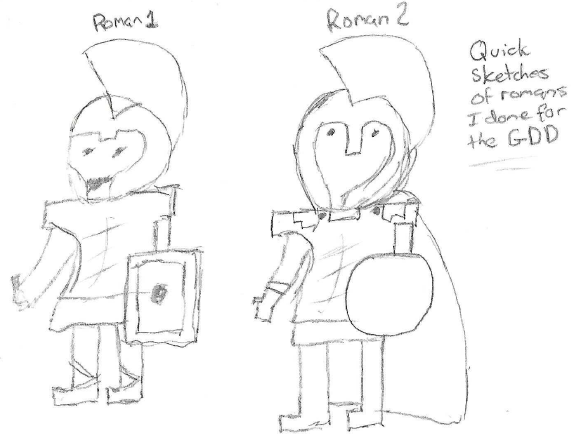 Roman 1
Roman 2
Quick
sketches
of romans
I done for
the GDD